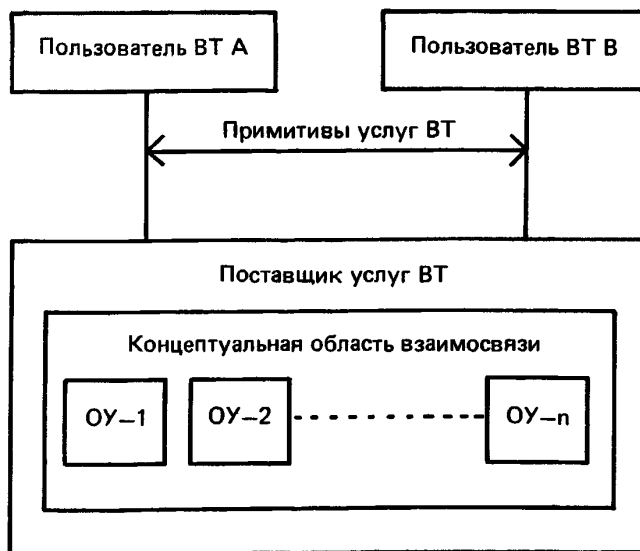 Пользователь ВТ А
Пользователь ВТ В
Примитивы услуг ВТ
Поставщик услуг ВТ
Концептуальная область взаимосвязи
ОУ—1
ОУ—2
ОУ—n